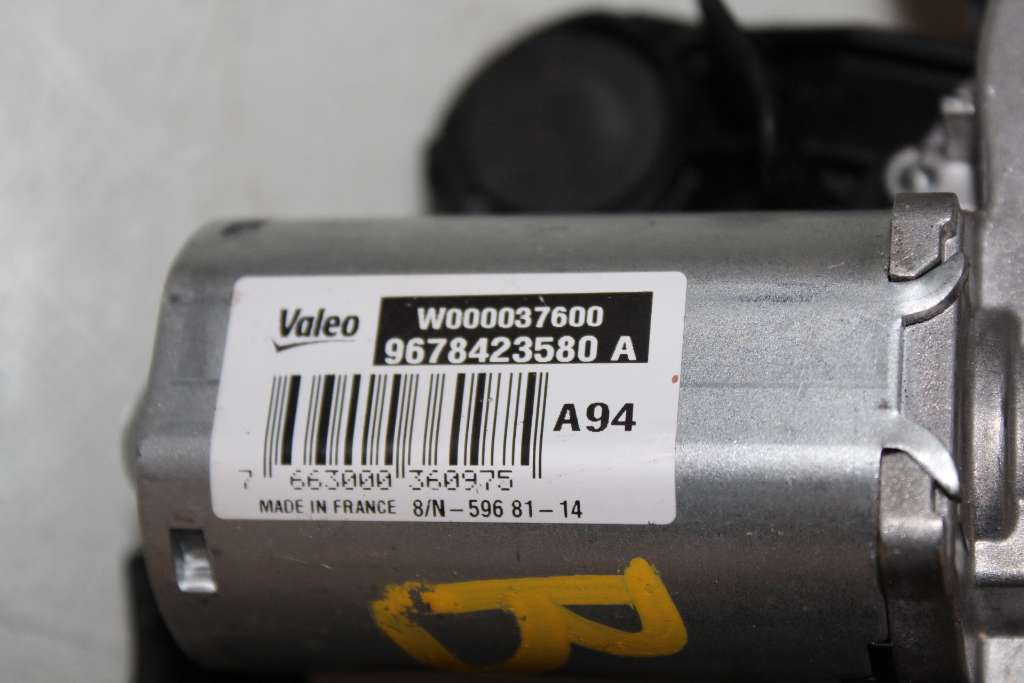 Valeo
W000037600
9678423580 A
A94
7 663000 360975
MADE IN FRANCE 8/N-596 81-14
B